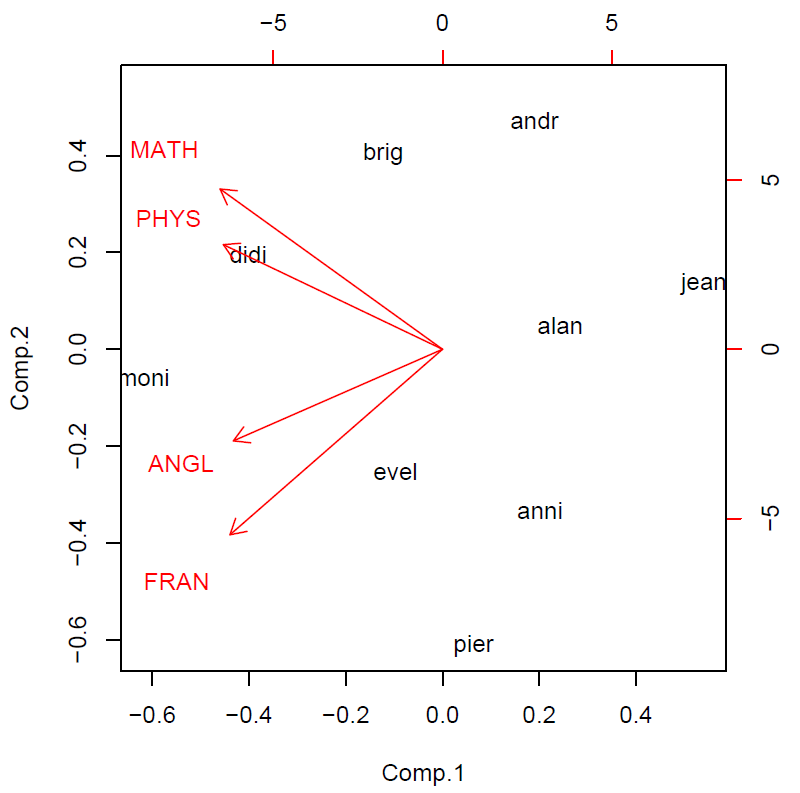 −5 0 5
andr
MATH
brig
0.4
5
PHYS
0.2
didi
jean
alan
Comp.2
0.0
0
moni
−0.2
ANGL
evel
anni
−5
−0.4
FRAN
−0.6
pier
−0.6 −0.4 −0.2 0.0 0.2 0.4
Comp.1